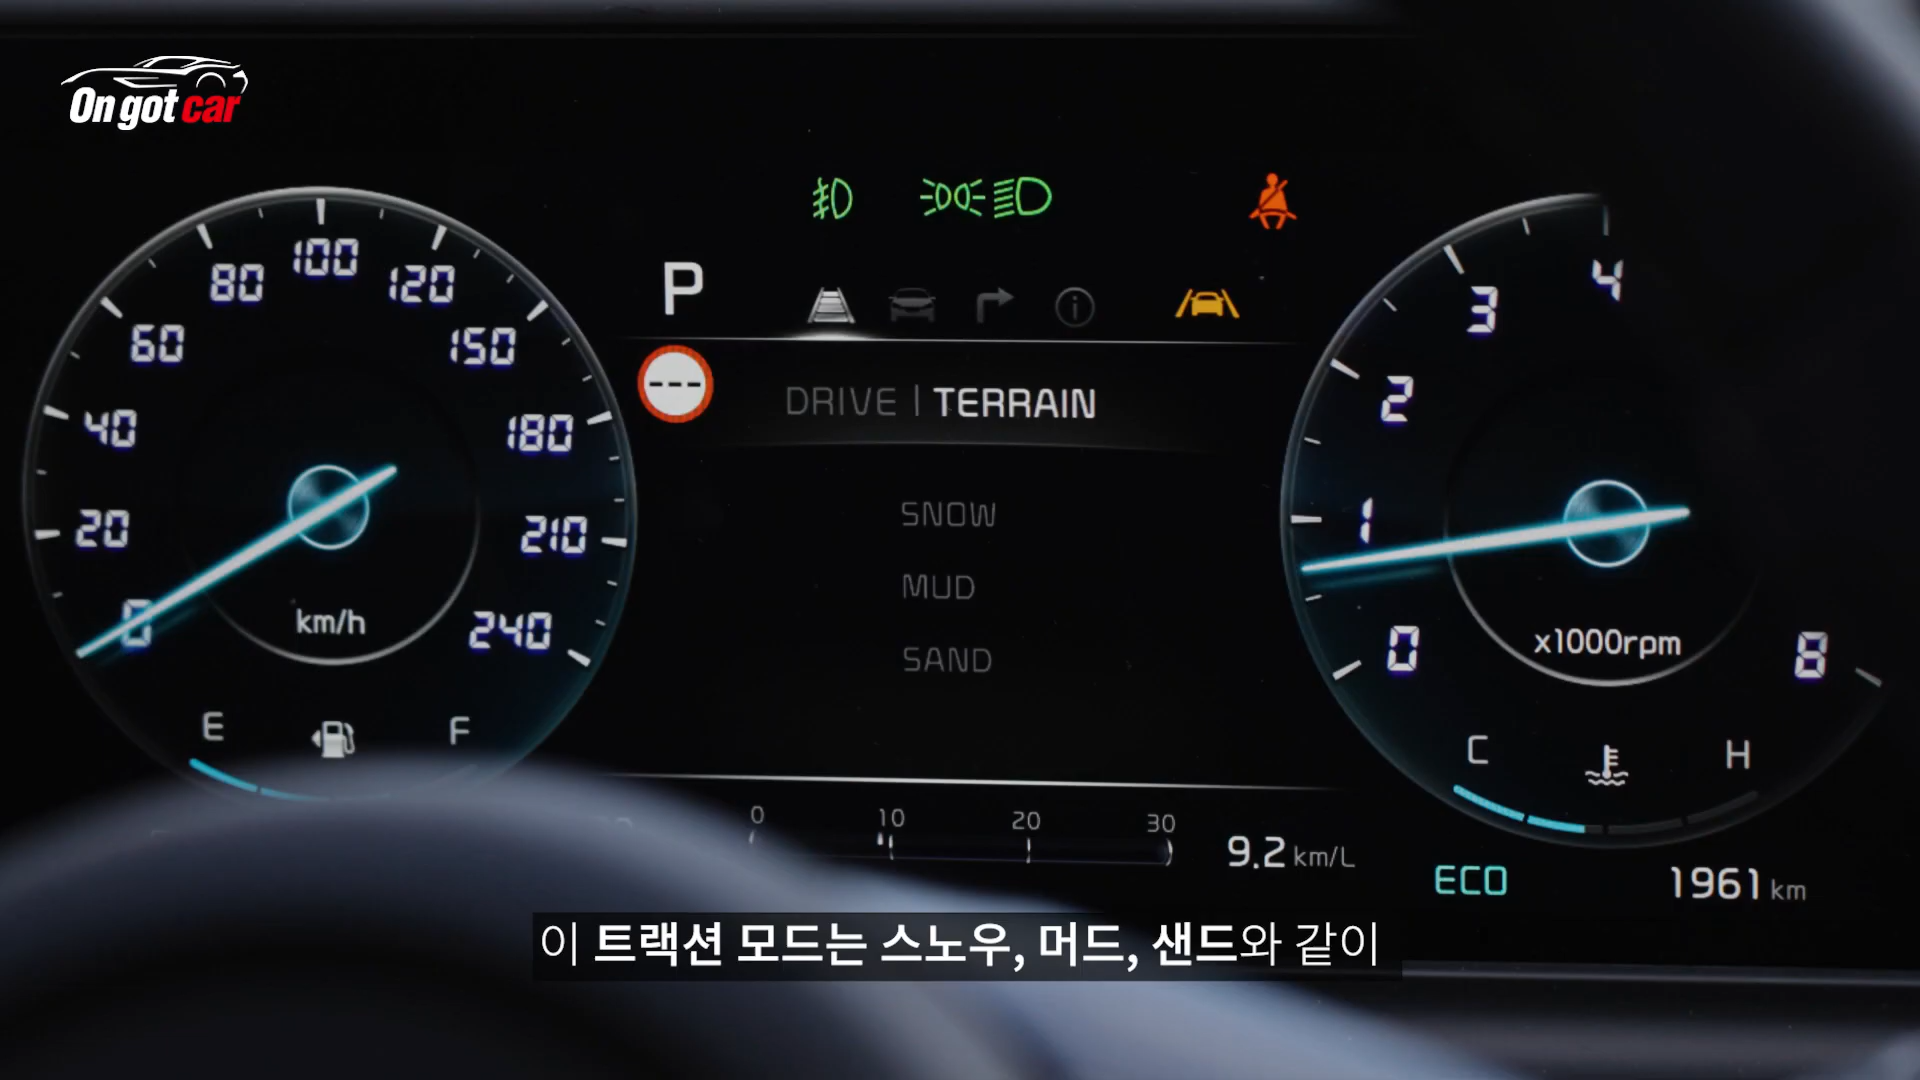 On got car
P
DRIVE | TERRAIN
SNOW
MUD
SAND
0 20 40 60 80 100 120 150 180 210 240
km/h
E F
0 1 2 3 4 8
x1000rpm
C H
0 10 20 30
9.2 km/L
ECO
1961 km
이 트랙션 모드는 스노우, 머드, 샌드와 같이